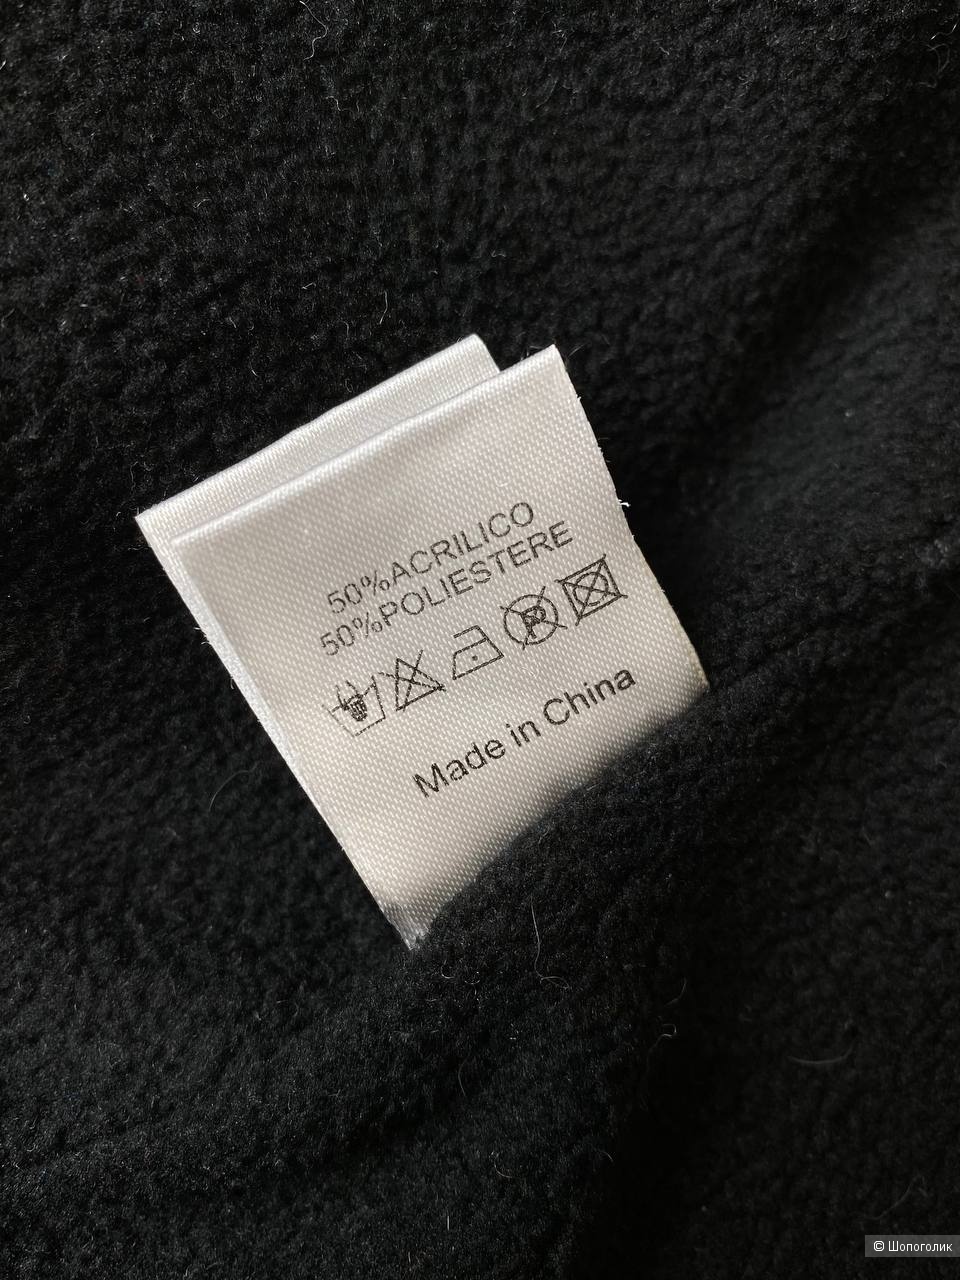 50%ACRILICO
50%POLIESTERE
P
Made in China
© Шопоголик